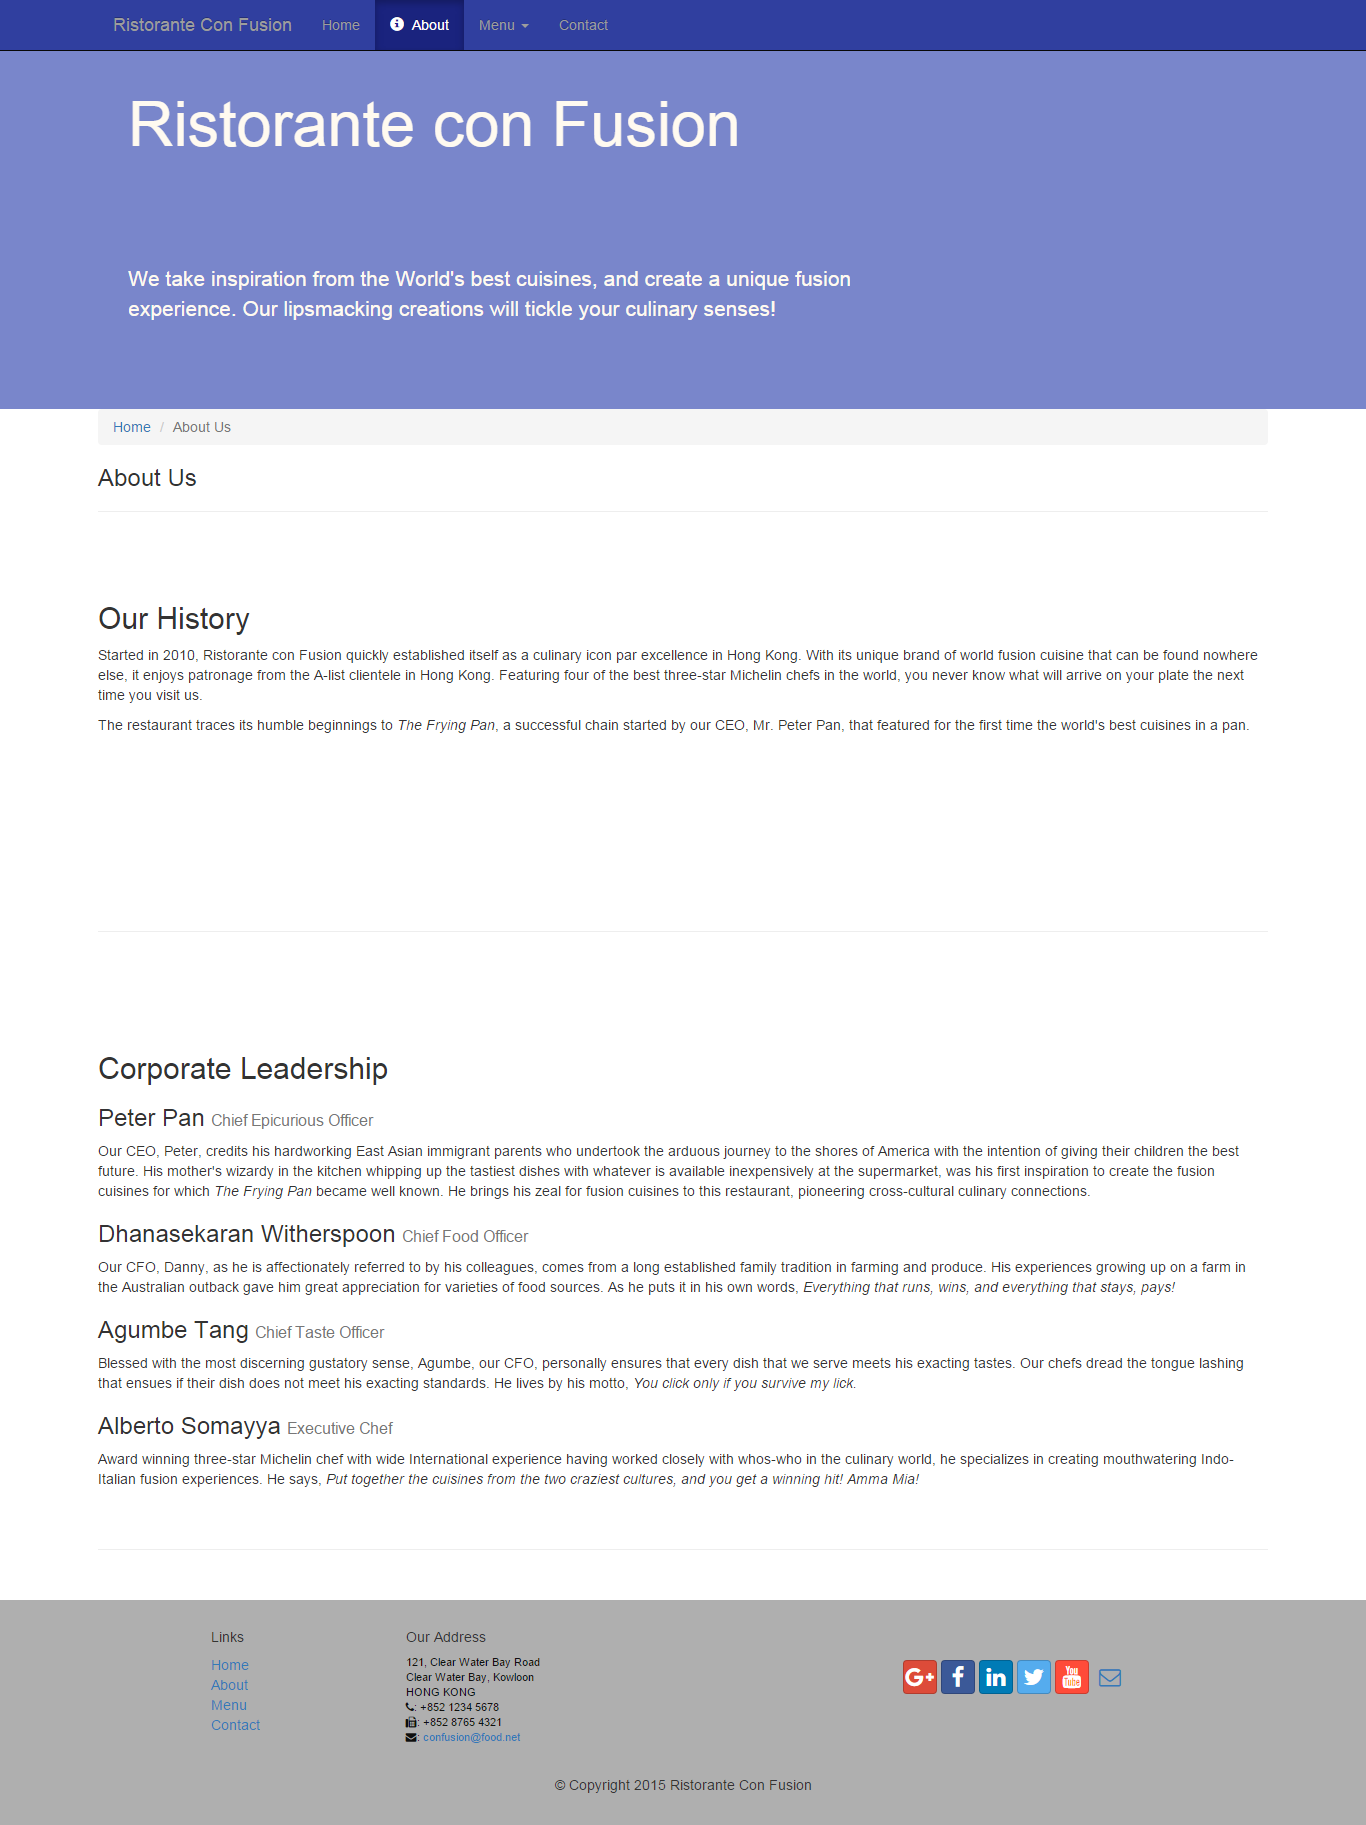 Ristorante Con Fusion Home About Menu Contact
Ristorante con Fusion
We take inspiration from the World's best cuisines, and create a unique fusion
experience. Our lipsmacking creations will tickle your culinary senses!
Home / About Us
About Us
Our History
Started in 2010, Ristorante con Fusion quickly established itself as a culinary icon par excellence in Hong Kong. With its unique brand of world fusion cuisine that can be found nowhere
else, it enjoys patronage from the A-list clientele in Hong Kong. Featuring four of the best three-star Michelin chefs in the world, you never know what will arrive on your plate the next
time you visit us.
The restaurant traces its humble beginnings to The Frying Pan, a successful chain started by our CEO, Mr. Peter Pan, that featured for the first time the world's best cuisines in a pan.
Corporate Leadership
Peter Pan Chief Epicurious Officer
Our CEO, Peter, credits his hardworking East Asian immigrant parents who undertook the arduous journey to the shores of America with the intention of giving their children the best
future. His mother's wizardy in the kitchen whipping up the tastiest dishes with whatever is available inexpensively at the supermarket, was his first inspiration to create the fusion
cuisines for which The Frying Pan became well known. He brings his zeal for fusion cuisines to this restaurant, pioneering cross-cultural culinary connections.
Dhanasekaran Witherspoon Chief Food Officer
Our CFO, Danny, as he is affectionately referred to by his colleagues, comes from a long established family tradition in farming and produce. His experiences growing up on a farm in
the Australian outback gave him great appreciation for varieties of food sources. As he puts it in his own words, Everything that runs, wins, and everything that stays, pays!
Agumbe Tang Chief Taste Officer
Blessed with the most discerning gustatory sense, Agumbe, our CFO, personally ensures that every dish that we serve meets his exacting tastes. Our chefs dread the tongue lashing
that ensues if their dish does not meet his exacting standards. He lives by his motto, You click only if you survive my lick.
Alberto Somayya Executive Chef
Award winning three-star Michelin chef with wide International experience having worked closely with whos-who in the culinary world, he specializes in creating mouthwatering Indo-
Italian fusion experiences. He says, Put together the cuisines from the two craziest cultures, and you get a winning hit! Amma Mia!
Links
Home
About
Menu
Contact
Our Address
121, Clear Water Bay Road
Clear Water Bay, Kowloon
HONG KONG
: +852 1234 5678
: +852 8765 4321
: confusion@food.net
G+ f in You Tube
© Copyright 2015 Ristorante Con Fusion